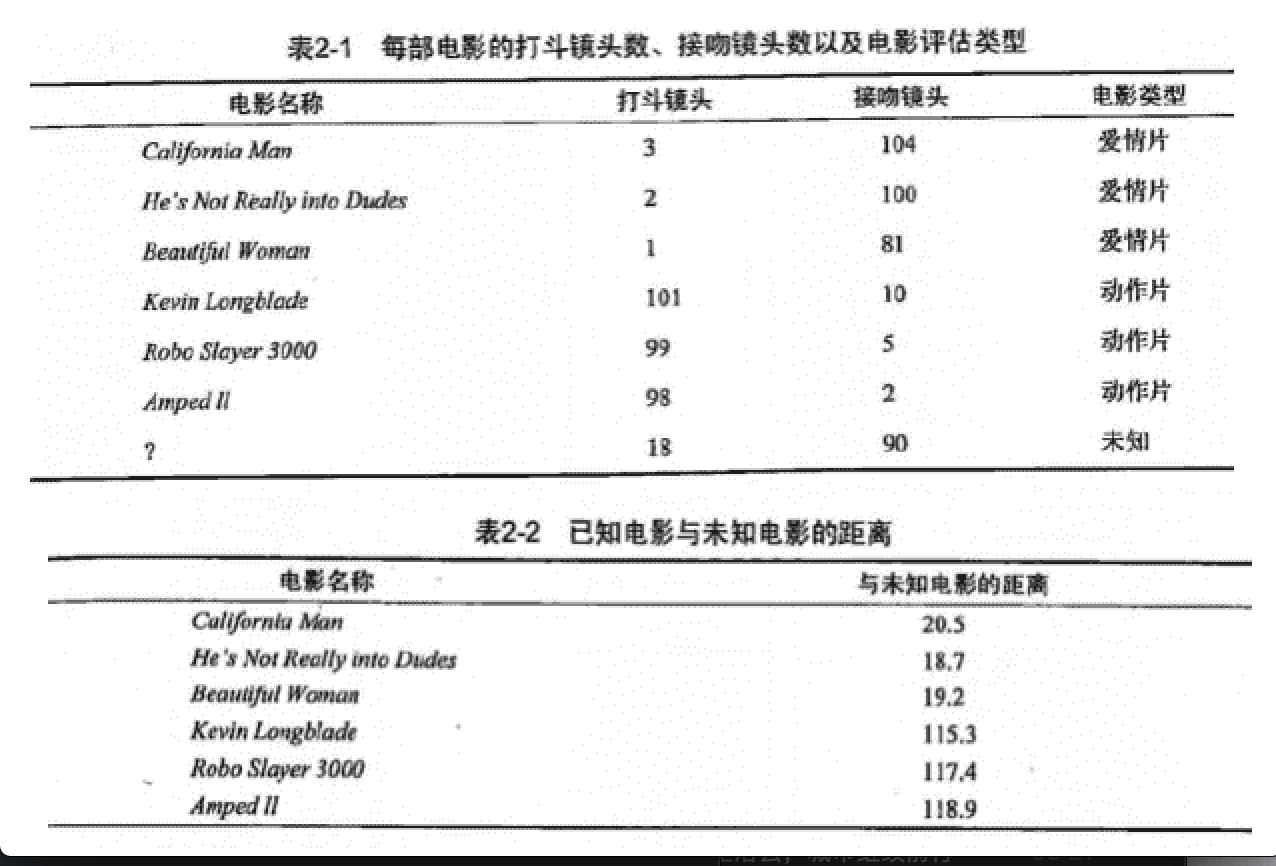 表2-1 每部电影的打斗镜头数、接吻镜头数以及电影评估类型
电影名称 打斗镜头 接吻镜头 电影类型
California Man 3 104 爱情片
He's Not Really into Dudes 2 100 爱情片
Beautiful Woman 1 81 爱情片
Kevin Longblade 101 10 动作片
Robo Slayer 3000 99 5 动作片
Amped II 98 2 动作片
? 18 90 未知
表2-2 已知电影与未知电影的距离
电影名称 与未知电影的距离
California Man 20.5
He's Not Really into Dudes 18.7
Beautiful Woman 19.2
Kevin Longblade 115.3
Robo Slayer 3000 117.4
Amped II 118.9